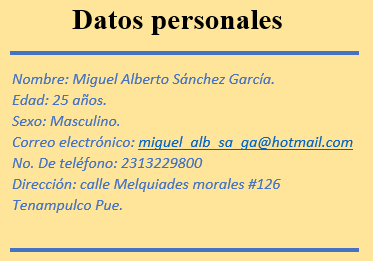 Datos personales
Nombre: Miguel Alberto Sánchez García.
Edad: 25 años.
Sexo: Masculino.
Correo electrónico: miguel_alb_sa_ga@hotmail.com
No. De teléfono: 2313229800
Dirección: calle Melquiades morales #126
Tenampulco Pue.